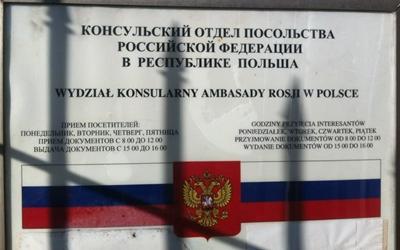 КОНСУЛЬСКИЙ ОТДЕЛ ПОСОЛЬСТВА
РОССИЙСКОЙ ФЕДЕРАЦИИ
В РЕСПУБЛИКЕ ПОЛЬША
WYDZIAŁ KONSULARNY AMBASADY ROSJI W POLSCE
ПРИЕМ ПОСЕТИТЕЛЕЙ:
ПОНЕДЕЛЬНИК, ВТОРНИК, ЧЕТВЕРГ, ПЯТНИЦА
ПРИЕМ ДОКУМЕНТОВ С 8 00 ДО 12 00
ВЫДАЧА ДОКУМЕНТОВ С 15 00 ДО 16 00
GODZINY PRZYJĘCIA INTERESANTÓW
PONIEDZIAŁEK, WTOREK, CZWARTEK, PIĄTEK
PRZYJMOWANIE DOKUMENTÓW OD 8 00 DO 12 00
WYDANIE DOKUMENTÓW OD 15 00 DO 16 00